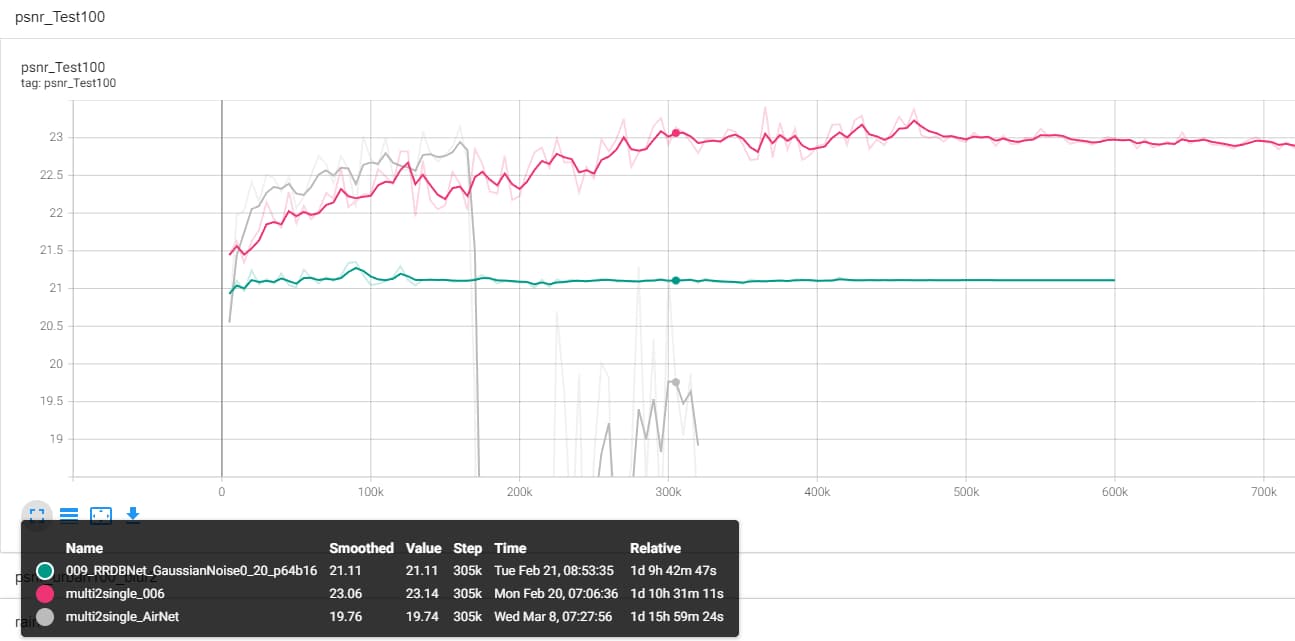 psnr_Test100
psnr_Test100
tag: psnr_Test100
23
22.5
22
21.5
21
20.5
20
19.5
19
0 100k 200k 300k 400k 500k 600k 700k
Name Smoothed Value Step Time Relative
009_RRDBNet_GaussianNoise0_20_p64b16 21.11 21.11 305k Tue Feb 21, 08:53:35 1d 9h 42m 47s
multi2single_006 23.06 23.14 305k Mon Feb 20, 07:06:36 1d 10h 31m 11s
multi2single_AirNet 19.76 19.74 305k Wed Mar 8, 07:27:56 1d 15h 59m 24s